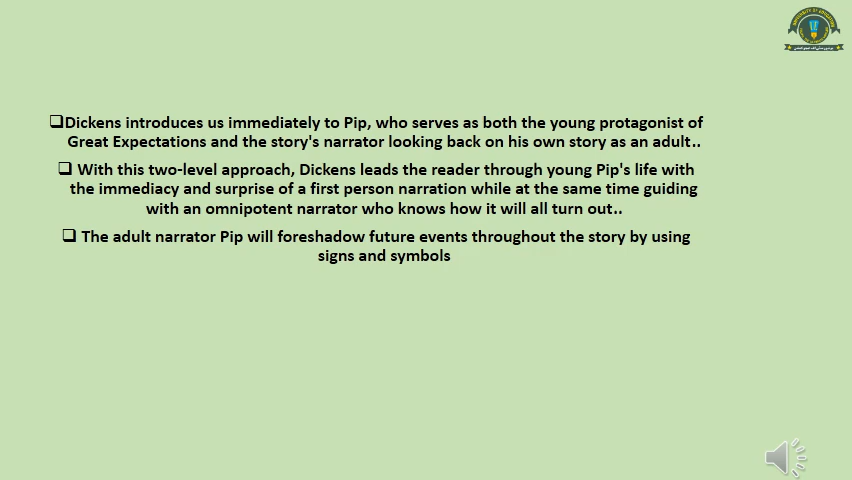 ❑Dickens introduces us immediately to Pip, who serves as both the young protagonist of
Great Expectations and the story's narrator looking back on his own story as an adult..
❑ With this two-level approach, Dickens leads the reader through young Pip's life with
the immediacy and surprise of a first person narration while at the same time guiding
with an omnipotent narrator who knows how it will all turn out..
❑ The adult narrator Pip will foreshadow future events throughout the story by using
signs and symbols